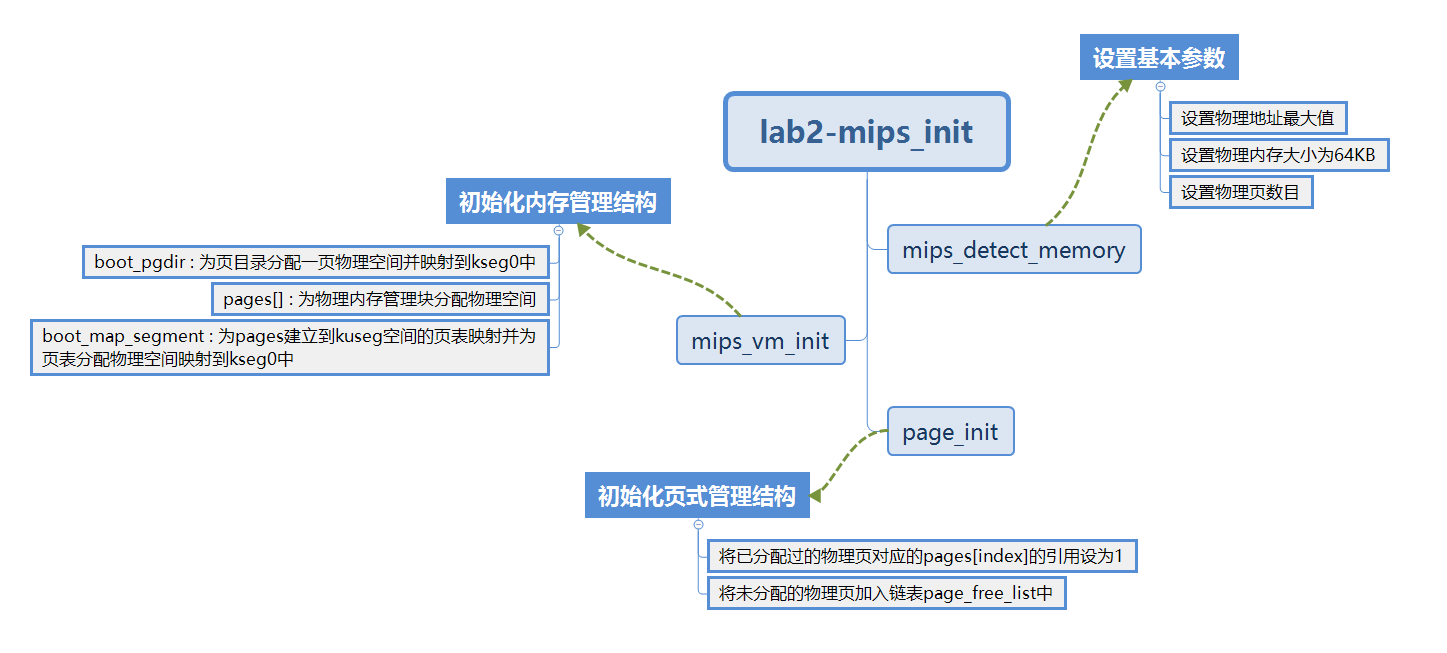 lab2-mips_init
mips_detect_memory
设置基本参数
设置物理地址最大值
设置物理内存大小为64KB
设置物理页数目
mips_vm_init
初始化内存管理结构
boot_pgdir : 为页目录分配一页物理空间并映射到kseg0中
pages[] : 为物理内存管理块分配物理空间
boot_map_segment : 为pages建立到kuseg空间的页表映射并为
页表分配物理空间映射到kseg0中
page_init
初始化页式管理结构
将已分配过的物理页对应的pages[index]的引用设为1
将未分配的物理页加入链表page_free_list中